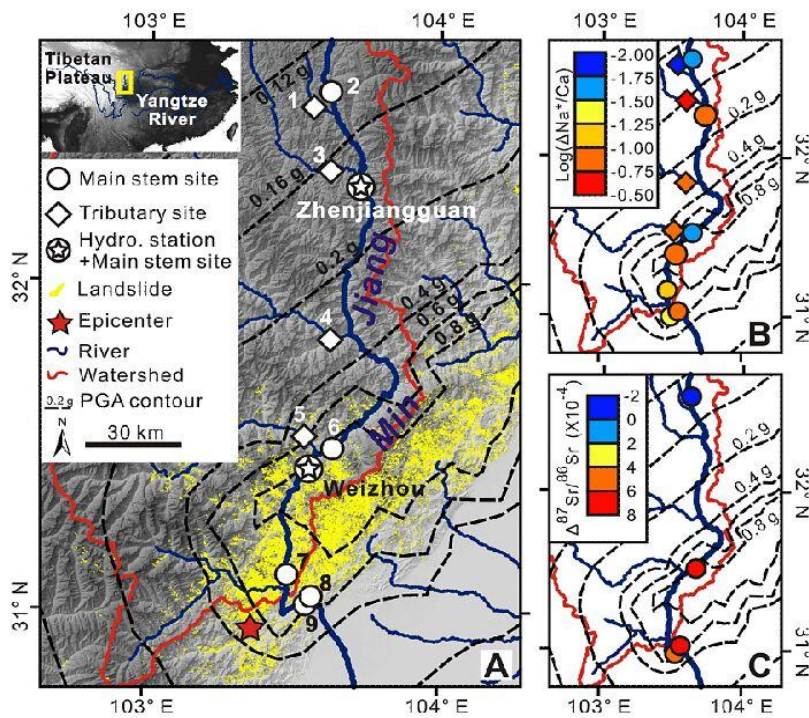 103° E
104° E
Tibetan
Plateau
Yangtze
River
Main stem site
Tributary site
Hydro. station
+Main stem site
Landslide
Epicenter
River
Watershed
0.2 g PGA contour
N
30 km
0.12 g
0.16 g
0.2 g
0.4 g
0.6 g
0.8 g
1
2
3
4
5
6
7
8
9
Zhenjiangguan
Jiang
Min
Weizhou
32° N
31° N
A
103° E
104° E
Log(ΔNa*/Ca)
-2.00
-1.75
-1.50
-1.25
-1.00
-0.75
-0.50
0.2 g
0.4 g
0.8 g
32° N
31° N
B
Δ⁸⁷Sr/⁸⁶Sr (X10⁻⁴)
-2
0
2
4
6
8
0.2 g
0.4 g
0.8 g
32° N
31° N
C
103° E
104° E
103° E
104° E